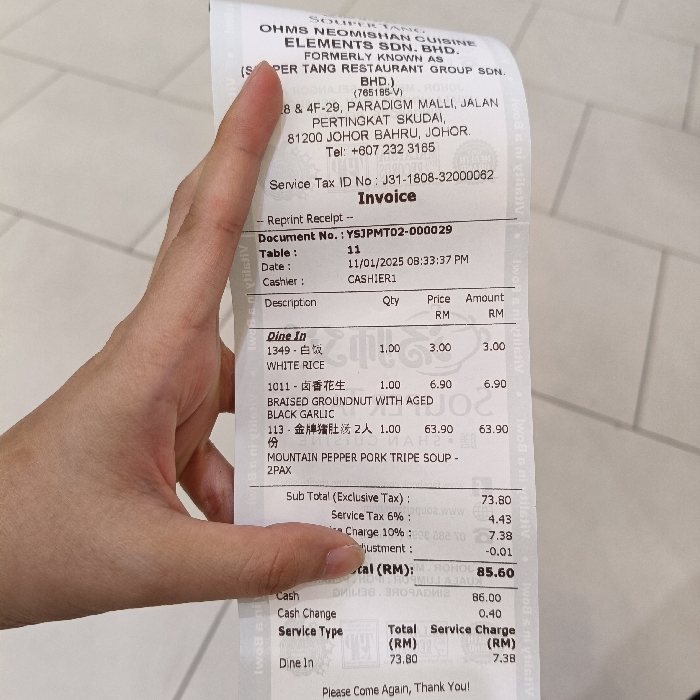 SOUPER TANG
OHMS NEOMISHAN CUISINE
ELEMENTS SDN. BHD.
FORMERLY KNOWN AS
PER TANG RESTAURANT GROUP SDN.
BHD.)
(765185-V)
8 & 4F-29, PARADIGM MALLI, JALAN
PERTINGKAT SKUDAI,
81200 JOHOR BAHRU, JOHOR.
Tel: +607 232 3165
Service Tax ID No : J31-1808-32000062
Invoice
-- Reprint Receipt --
Document No. : YSJPMT02-000029
Table : 11
Date : 11/01/2025 08:33:37 PM
Cashier : CASHIER1
Description Qty Price Amount
RM RM
Dine In
1349 - 白饭 1.00 3.00 3.00
WHITE RICE
1011 - 卤香花生 1.00 6.90 6.90
BRAISED GROUNDNUT WITH AGED
BLACK GARLIC
113 - 金牌猪肚汤 2人 1.00 63.90 63.90
份
MOUNTAIN PEPPER PORK TRIPE SOUP -
2PAX
Sub Total (Exclusive Tax) : 73.80
Service Tax 6% : 4.43
Charge 10% : 7.38
justment : -0.01
tal (RM): 85.60
Cash 86.00
Cash Change 0.40
Service Type Total Service Charge
(RM) (RM)
Dine In 73.80 7.38
Please Come Again, Thank You!